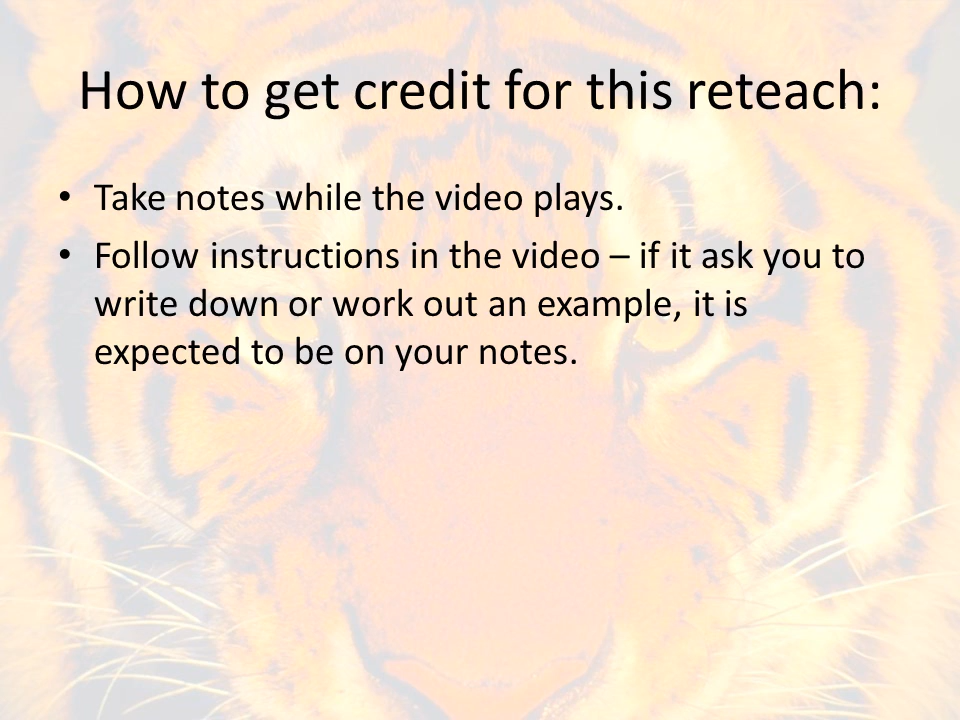 How to get credit for this reteach:
• Take notes while the video plays.
• Follow instructions in the video – if it ask you to
write down or work out an example, it is
expected to be on your notes.